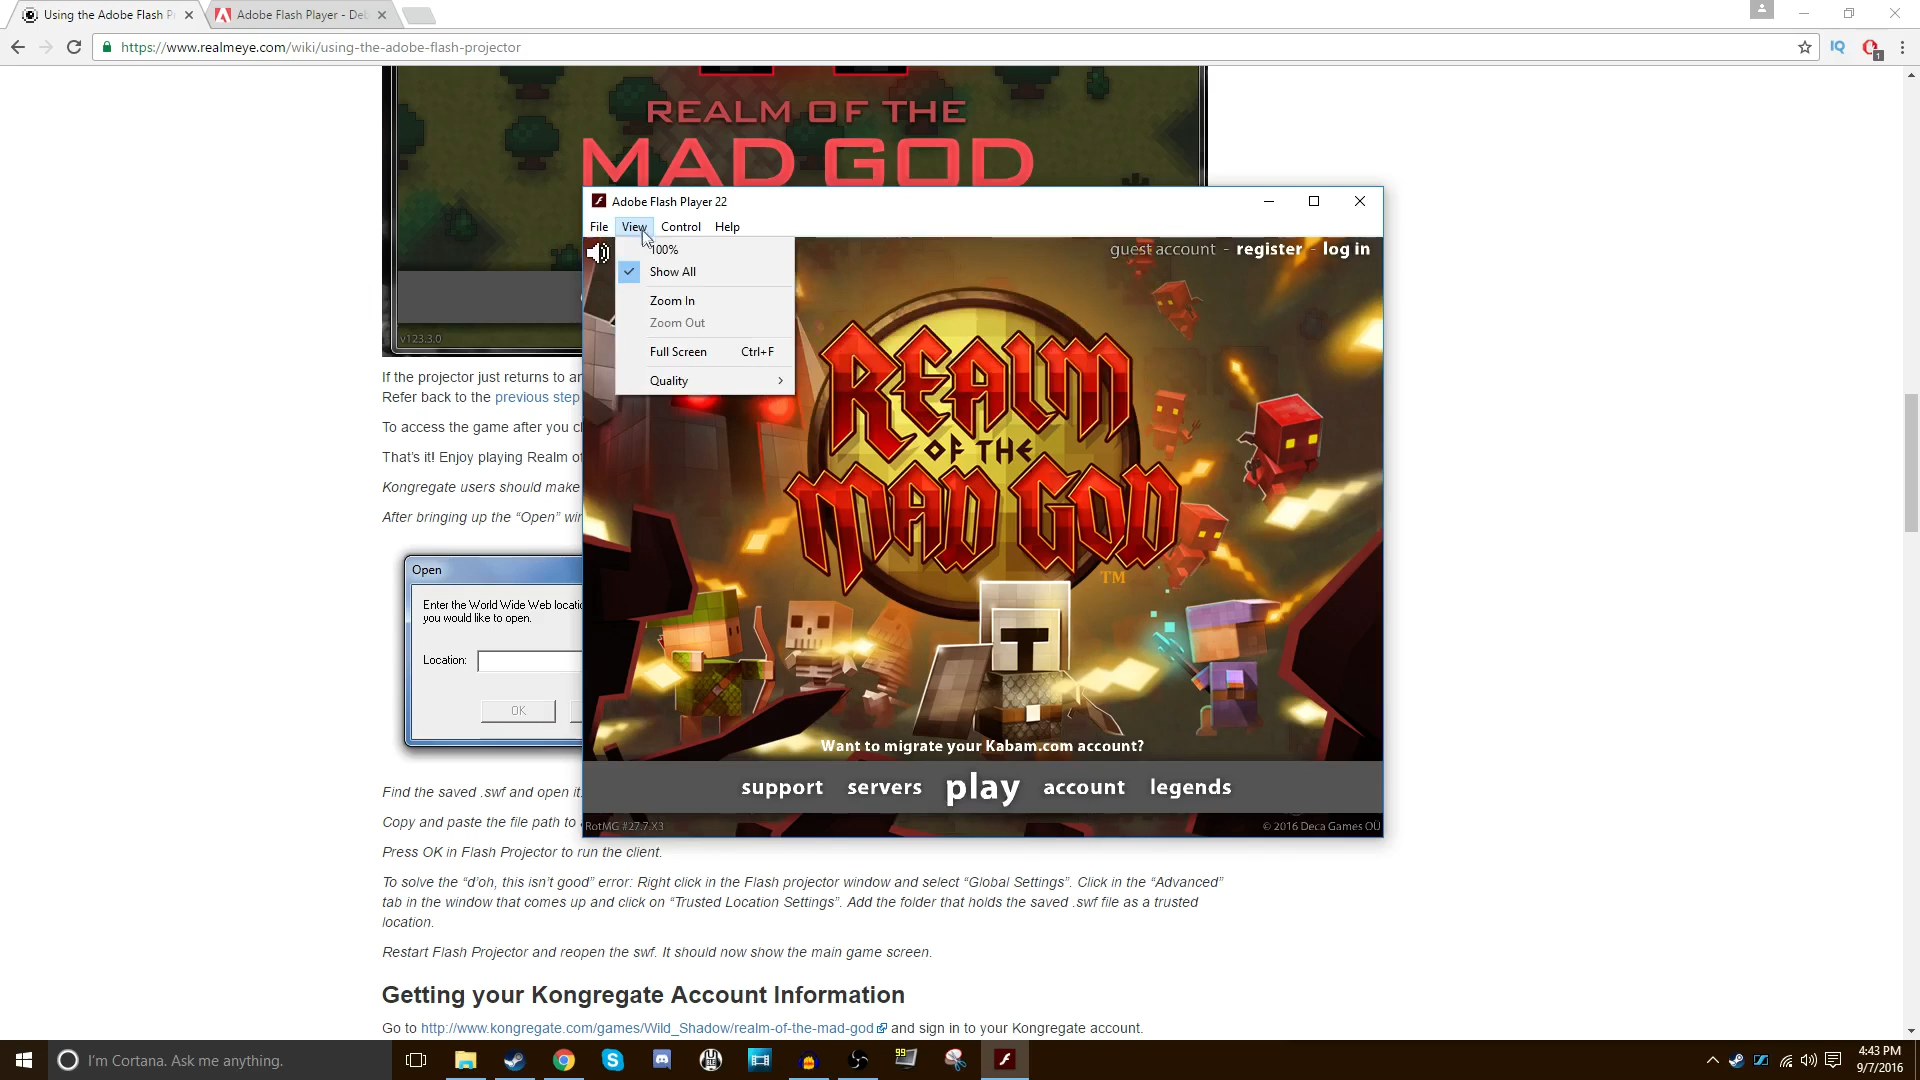 Using the Adobe Flash P
Adobe Flash Player - Deb
https://www.realmeye.com/wiki/using-the-adobe-flash-projector
IQ
1
REALM OF THE
MAD GOD
v123.3.0
Adobe Flash Player 22
File View Control Help
100%
Show All
Zoom In
Zoom Out
Full Screen Ctrl+F
Quality
guest account - register - log in
REALM
OF THE
MAD GOD
TM
Want to migrate your Kabam.com account?
support servers play account legends
RotMG #27.7.X3
© 2016 Deca Games OÜ
If the projector just returns to an
Refer back to the previous step
To access the game after you cl
That's it! Enjoy playing Realm of
Kongregate users should make
After bringing up the “Open” win
Open
Enter the World Wide Web locatio
you would like to open.
Location:
OK
Find the saved .swf and open it.
Copy and paste the file path to
Press OK in Flash Projector to run the client.
To solve the “d’oh, this isn’t good” error: Right click in the Flash projector window and select “Global Settings”. Click in the “Advanced”
tab in the window that comes up and click on “Trusted Location Settings”. Add the folder that holds the saved .swf file as a trusted
location.
Restart Flash Projector and reopen the swf. It should now show the main game screen.
Getting your Kongregate Account Information
Go to http://www.kongregate.com/games/Wild_Shadow/realm-of-the-mad-god and sign in to your Kongregate account.
I'm Cortana. Ask me anything.
99
4:43 PM
9/7/2016